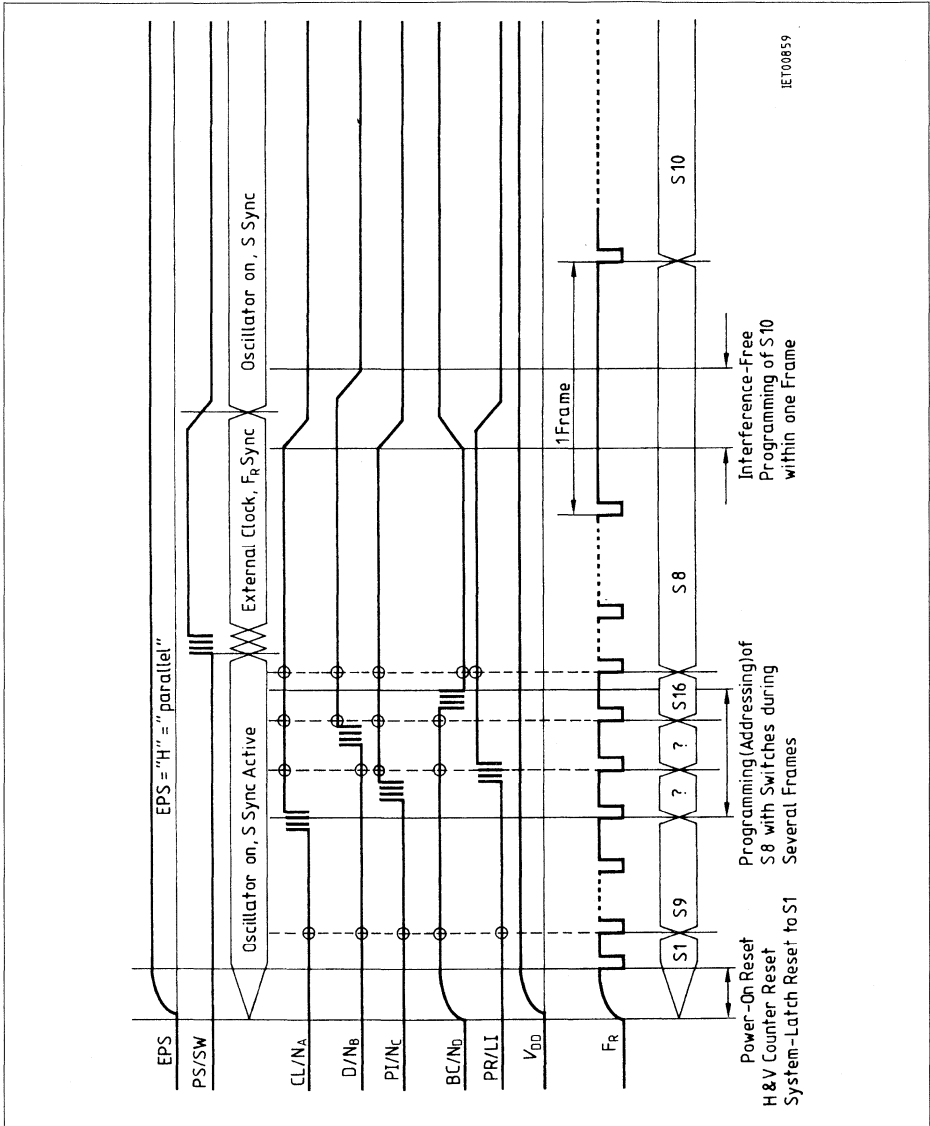 EPS
EPS = "H" = "parallel"
PS/SW
Oscillator on, S Sync Active
External Clock, FR Sync
Oscillator on, S Sync
CL/NA
D/NB
PI/NC
BC/ND
PR/LI
VDD
FR
1 Frame
S1
S9
?
?
S16
S8
S10
Power-On Reset
H & V Counter Reset
System-Latch Reset to S1
Programming (Addressing) of
S8 with Switches during
Several Frames
Interference-Free
Programming of S10
within one Frame
IET00859